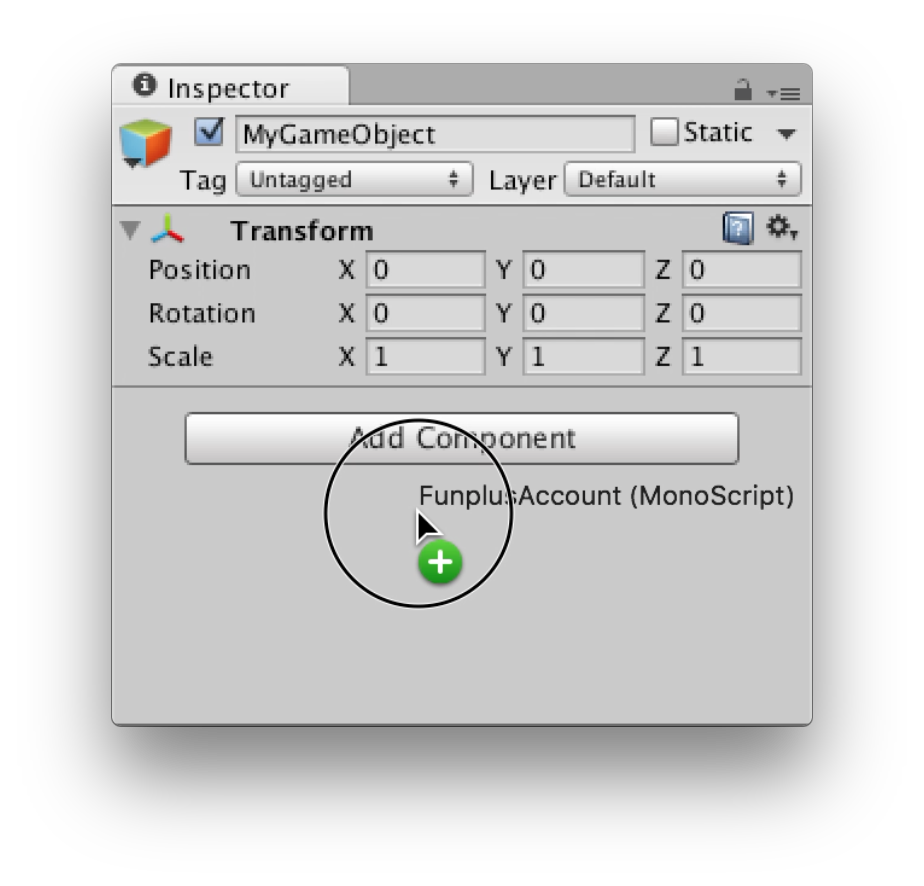 Inspector
MyGameObject Static
Tag Untagged Layer Default
Transform
Position X 0 Y 0 Z 0
Rotation X 0 Y 0 Z 0
Scale X 1 Y 1 Z 1
Add Component
FunplusAccount (MonoScript)